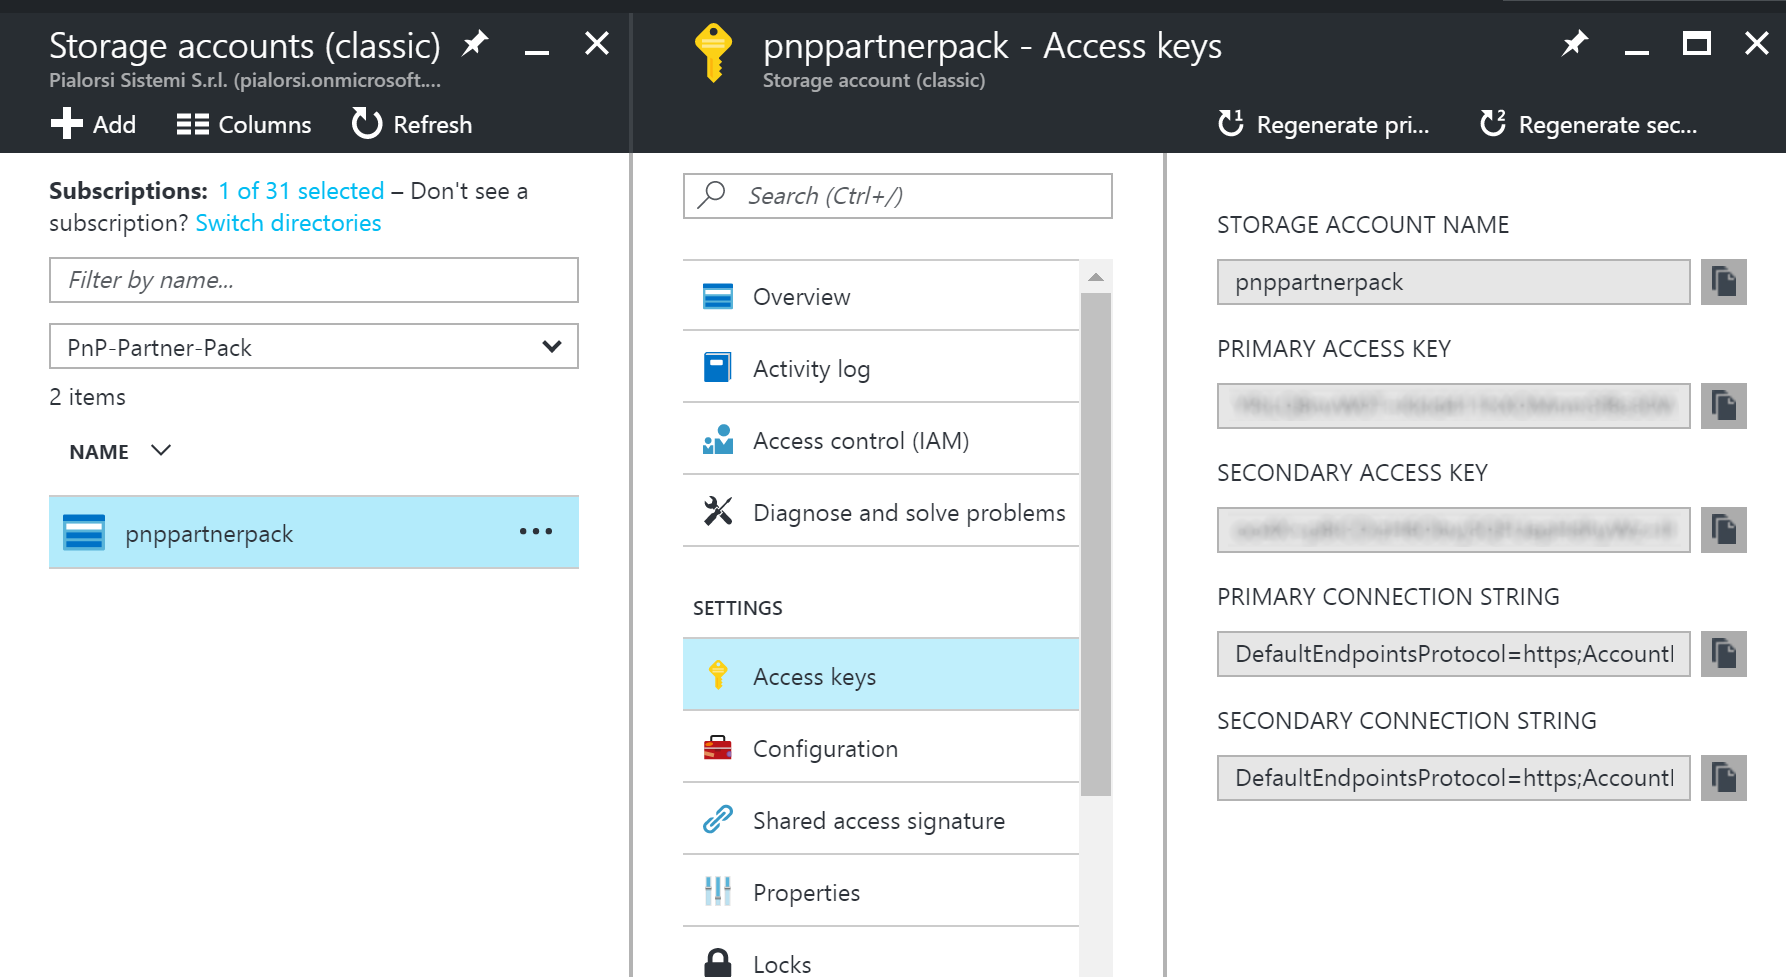 Storage accounts (classic)
Pialorsi Sistemi S.r.l. (pialorsi.onmicrosoft....
Add
Columns
Refresh
Subscriptions: 1 of 31 selected – Don't see a
subscription? Switch directories
Filter by name...
PnP-Partner-Pack
2 items
NAME
pnppartnerpack
pnppartnerpack - Access keys
Storage account (classic)
1 Regenerate pri...
2 Regenerate sec...
Search (Ctrl+/)
Overview
Activity log
Access control (IAM)
Diagnose and solve problems
SETTINGS
Access keys
Configuration
Shared access signature
Properties
Locks
STORAGE ACCOUNT NAME
pnppartnerpack
PRIMARY ACCESS KEY
SECONDARY ACCESS KEY
PRIMARY CONNECTION STRING
DefaultEndpointsProtocol=https;Account
SECONDARY CONNECTION STRING
DefaultEndpointsProtocol=https;Account